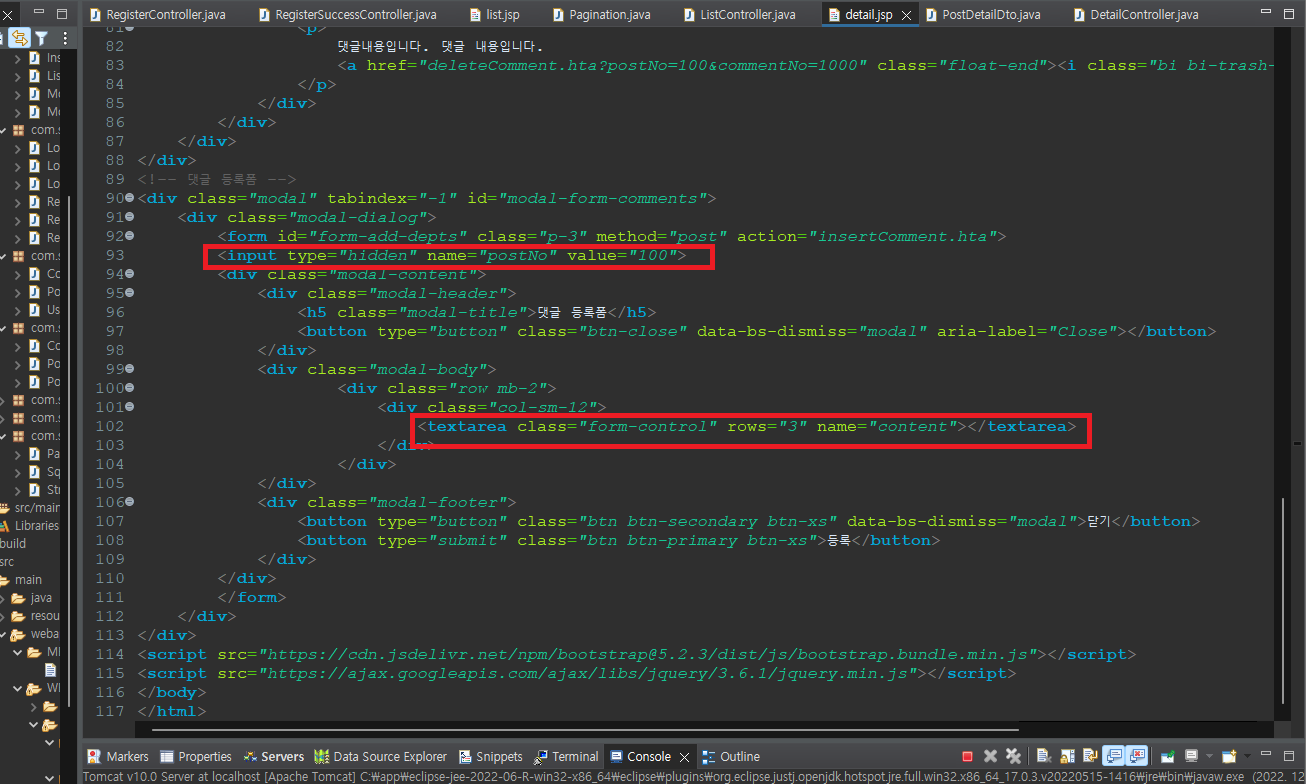 RegisterController.java RegisterSuccessController.java list.jsp Pagination.java ListController.java detail.jsp PostDetailDto.java DetailController.java
81 <p>
82 댓글내용입니다. 댓글 내용입니다.
83 <a href="deleteComment.hta?postNo=100&commentNo=1000" class="float-end"><i class="bi bi-trash-
84 </p>
85 </div>
86 </div>
87 </div>
88 </div>
89 <!-- 댓글 등록폼 -->
90 <div class="modal" tabindex="-1" id="modal-form-comments">
91 <div class="modal-dialog">
92 <form id="form-add-depts" class="p-3" method="post" action="insertComment.hta">
93 <input type="hidden" name="postNo" value="100">
94 <div class="modal-content">
95 <div class="modal-header">
96 <h5 class="modal-title">댓글 등록폼</h5>
97 <button type="button" class="btn-close" data-bs-dismiss="modal" aria-label="Close"></button>
98 </div>
99 <div class="modal-body">
100 <div class="row mb-2">
101 <div class="col-sm-12">
102 <textarea class="form-control" rows="3" name="content"></textarea>
103 </div>
104 </div>
105 </div>
106 <div class="modal-footer">
107 <button type="button" class="btn btn-secondary btn-xs" data-bs-dismiss="modal">닫기</button>
108 <button type="submit" class="btn btn-primary btn-xs">등록</button>
109 </div>
110 </div>
111 </form>
112 </div>
113 </div>
114 <script src="https://cdn.jsdelivr.net/npm/bootstrap@5.2.3/dist/js/bootstrap.bundle.min.js"></script>
115 <script src="https://ajax.googleapis.com/ajax/libs/jquery/3.6.1/jquery.min.js"></script>
116 </body>
117 </html>
Ins
Lis
Mo
Mo
com.s
Lo
Lo
Lo
Re
Re
Re
com.s
Co
Po
Us
com.s
Co
Po
Po
com.s
com.s
com.s
Pa
Sq
Str
src/main
Libraries
build
src
main
java
resou
weba
Markers Properties Servers Data Source Explorer Snippets Terminal Console Outline
Tomcat v10.0 Server at localhost [Apache Tomcat] C:₩app₩eclipse-jee-2022-06-R-win32-x86_64₩eclipse₩plugins₩org.eclipse.justj.openjdk.hotspot.jre.full.win32.x86_64_17.0.3.v20220515-1416₩jre₩bin₩javaw.exe (2022. 12